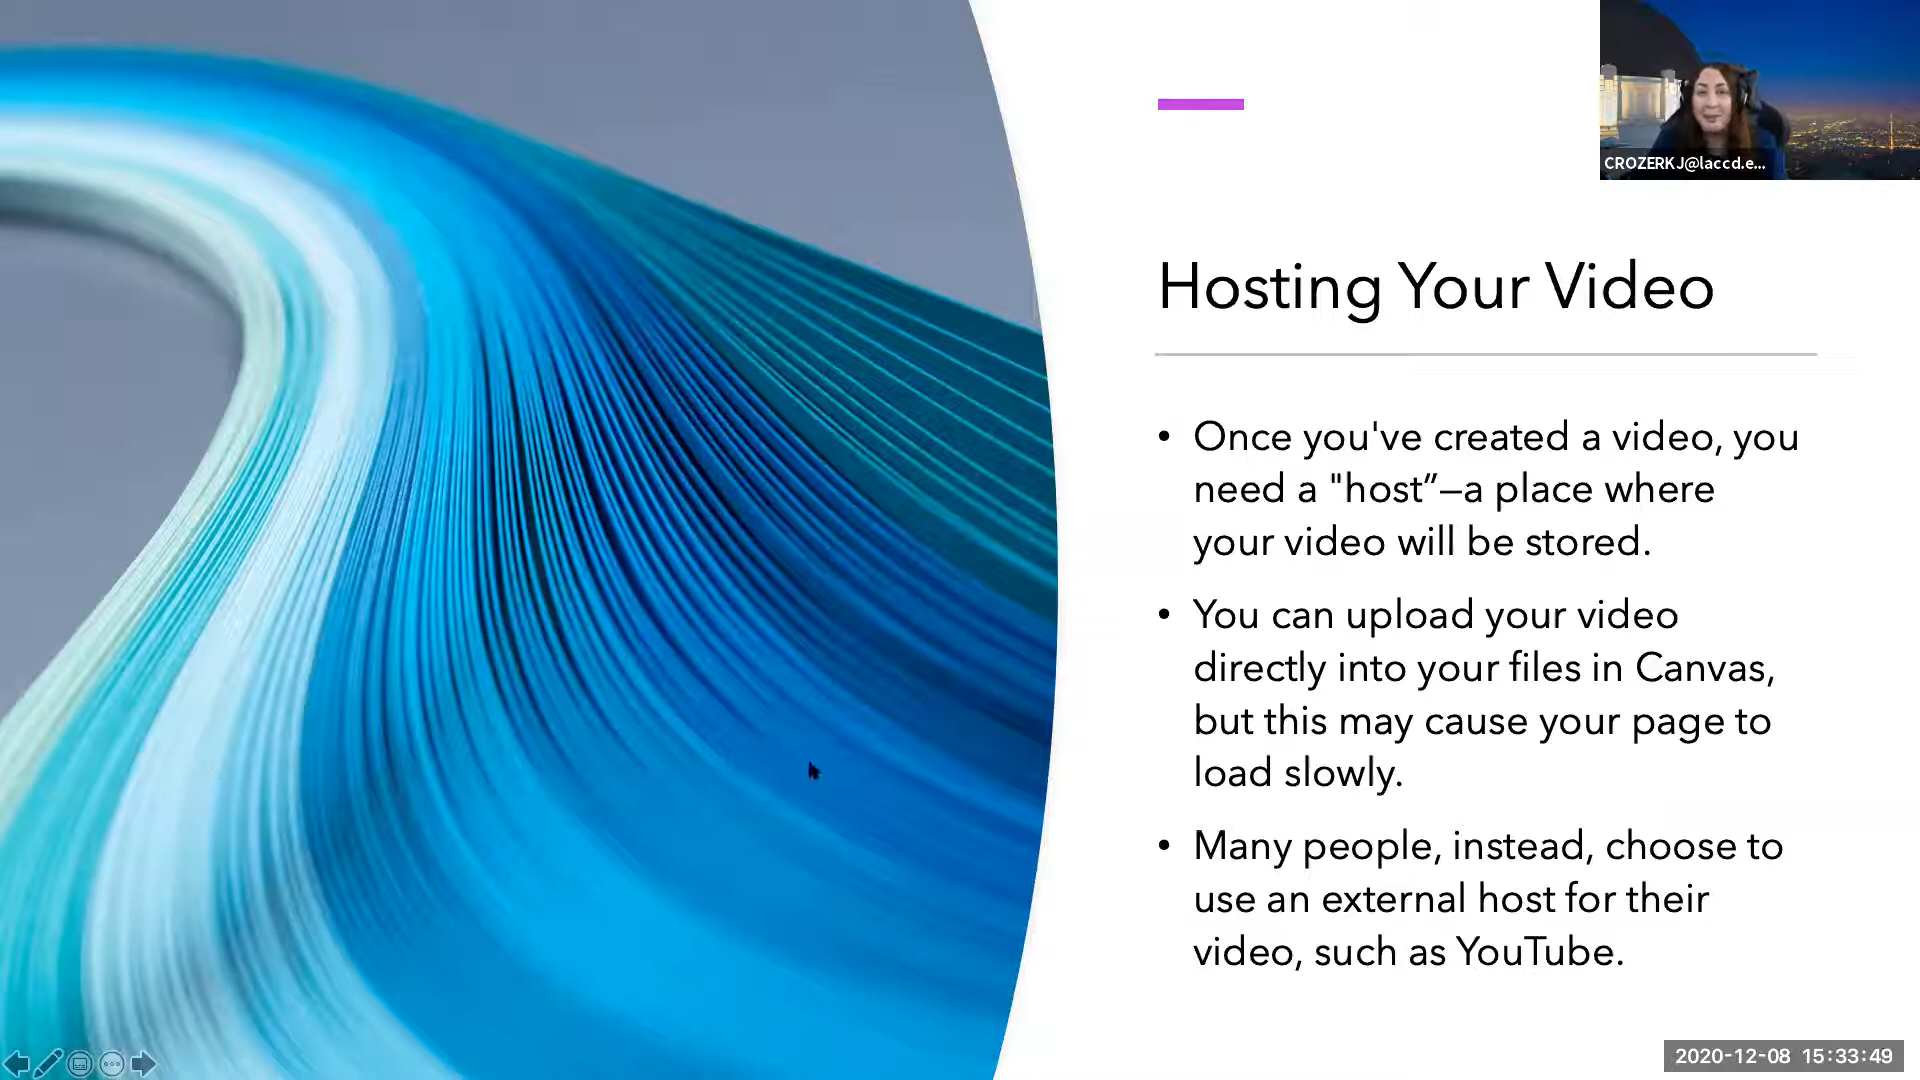 CROZERKJ@laccd.e...
Hosting Your Video
• Once you've created a video, you
need a "host”—a place where
your video will be stored.
• You can upload your video
directly into your files in Canvas,
but this may cause your page to
load slowly.
• Many people, instead, choose to
use an external host for their
video, such as YouTube.
2020-12-08 15:33:49